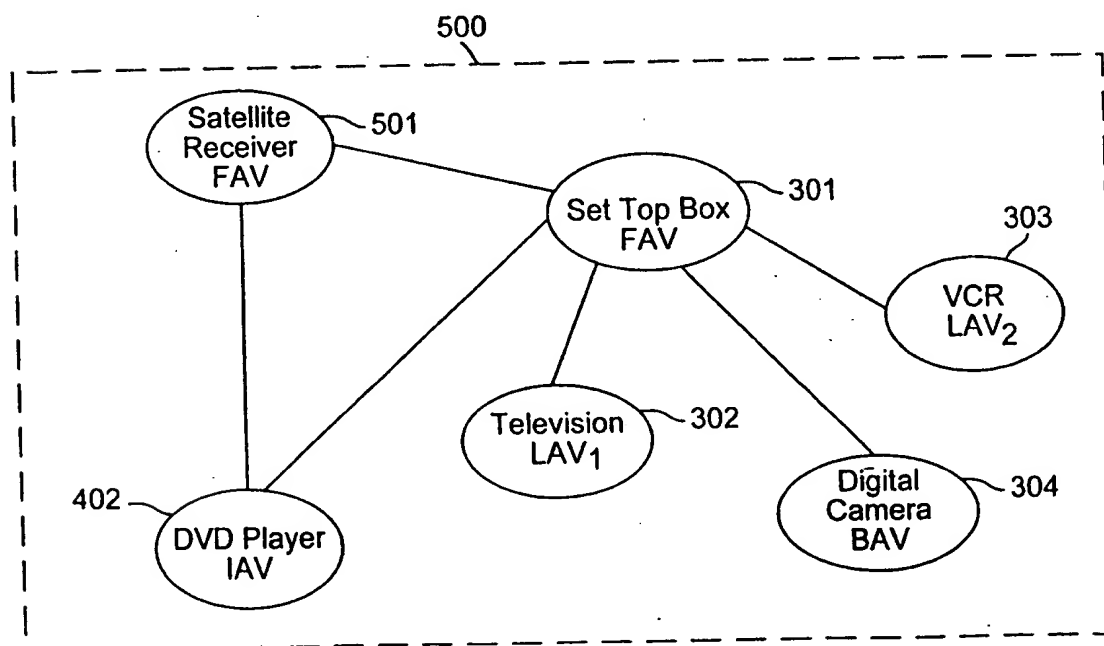 500
Satellite
Receiver
FAV
501
Set Top Box
FAV
301
303
VCR
LAV₂
Television
LAV₁
302
Digital
Camera
BAV
304
402
DVD Player
IAV